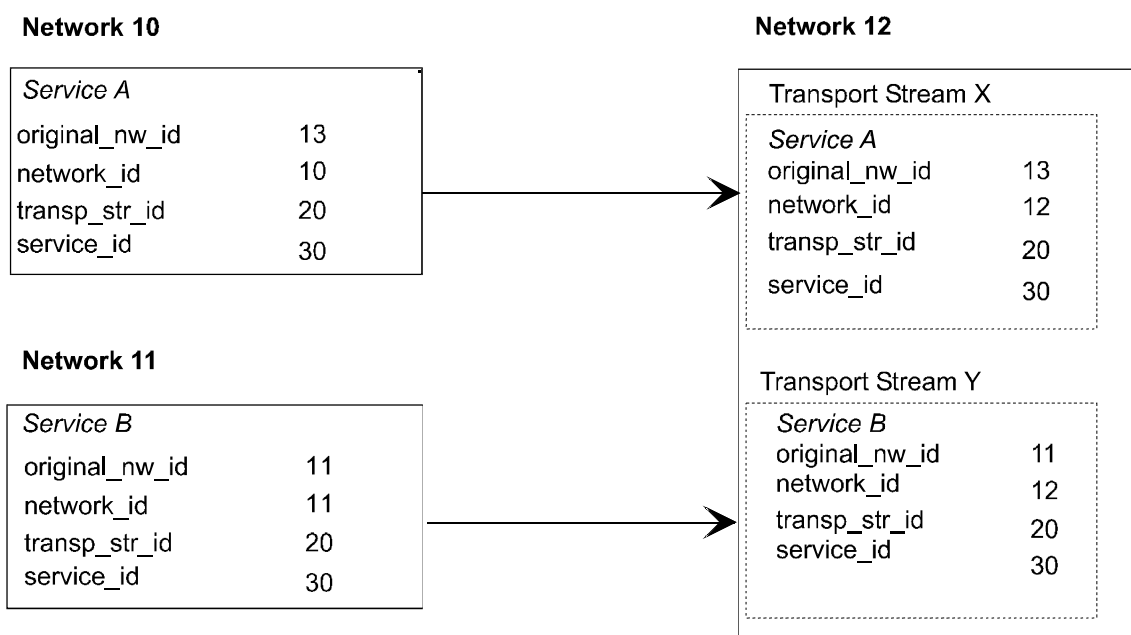 Network 10
Service A
original_nw_id 13
network_id 10
transp_str_id 20
service_id 30
Network 11
Service B
original_nw_id 11
network_id 11
transp_str_id 20
service_id 30
Network 12
Transport Stream X
Service A
original_nw_id 13
network_id 12
transp_str_id 20
service_id 30
Transport Stream Y
Service B
original_nw_id 11
network_id 12
transp_str_id 20
service_id 30